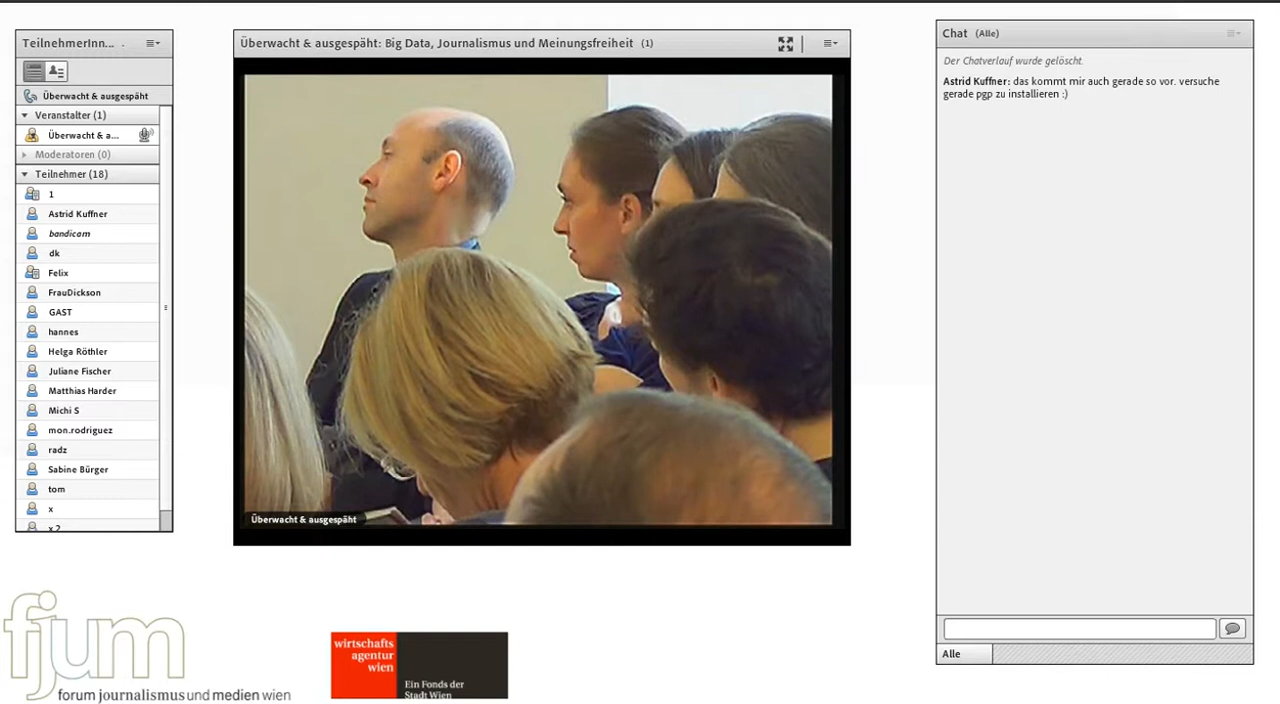 TeilnehmerInn... .
Überwacht & ausgespäht
Veranstalter (1)
Überwacht & a...
Moderatoren (0)
Teilnehmer (18)
1
Astrid Kuffner
bandicam
dk
Felix
FrauDickson
GAST
hannes
Helga Röthler
Juliane Fischer
Matthias Harder
Michi S
mon.rodriguez
radz
Sabine Bürger
tom
x
x 2
Überwacht & ausgespäht: Big Data, Journalismus und Meinungsfreiheit (1)
Überwacht & ausgespäht
Chat (Alle)
Der Chatverlauf wurde gelöscht.
Astrid Kuffner: das kommt mir auch gerade so vor. versuche
gerade pgp zu installieren :)
Alle
fjum
forum journalismus und medien wien
wirtschafts
agentur
wien
Ein Fonds der
Stadt Wien